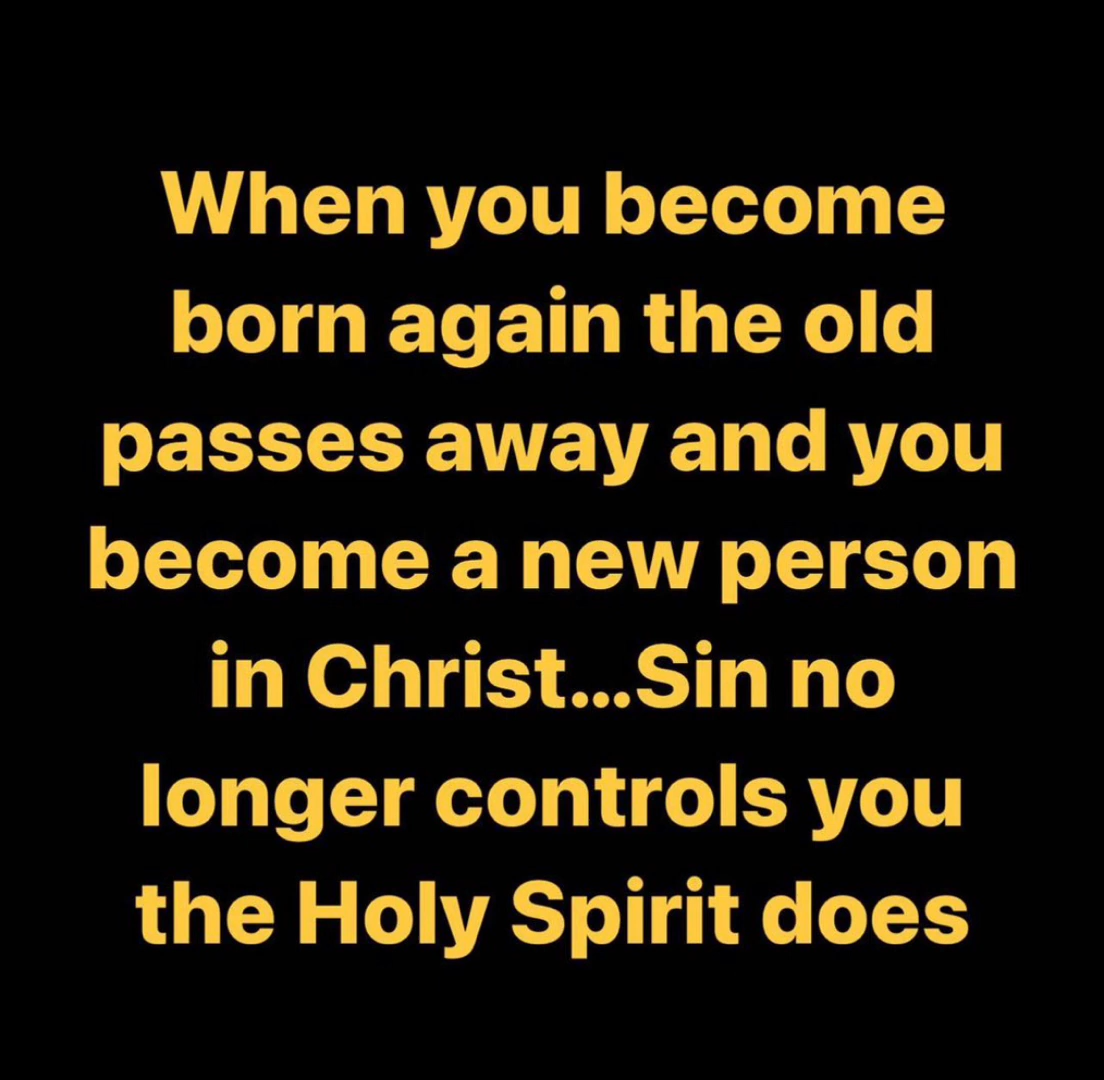 When you become
born again the old
passes away and you
become a new person
in Christ...Sin no
longer controls you
the Holy Spirit does